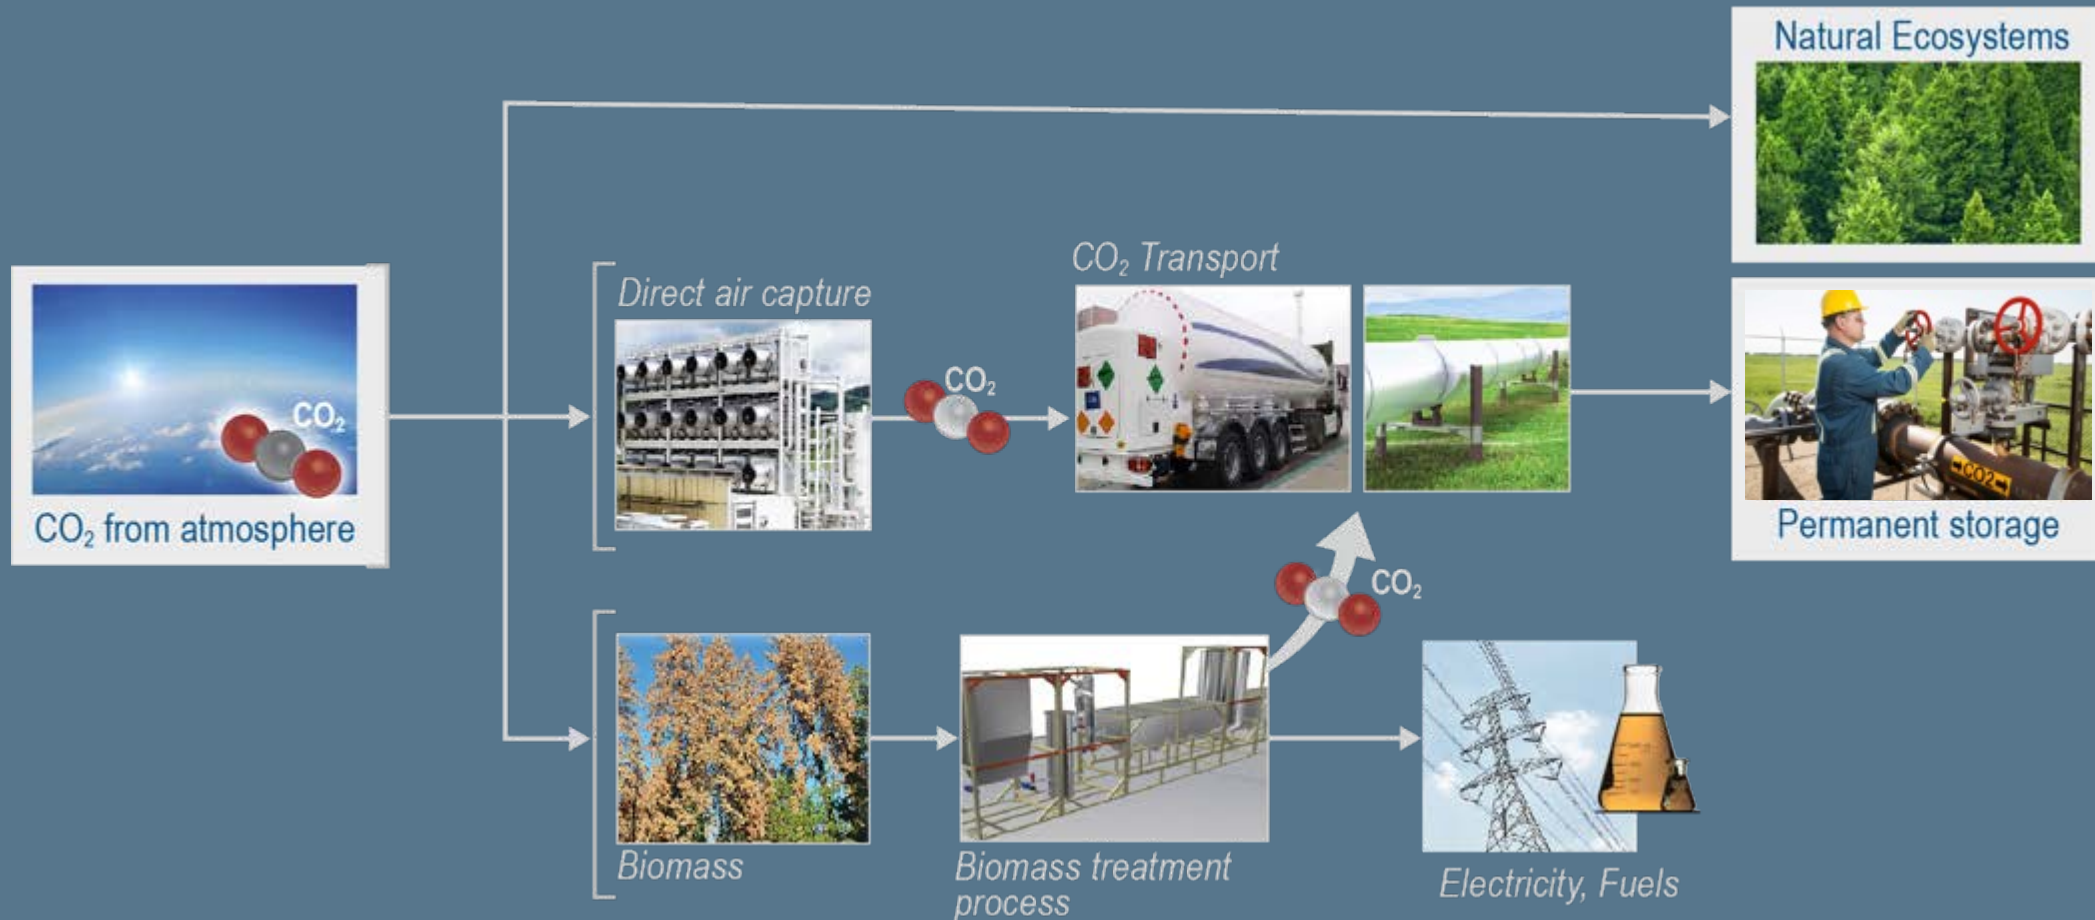 Natural Ecosystems
CO₂ Transport
Direct air capture
CO₂
CO₂
CO₂ from atmosphere
CO2
Permanent storage
CO₂
Biomass
Biomass treatment
process
Electricity, Fuels